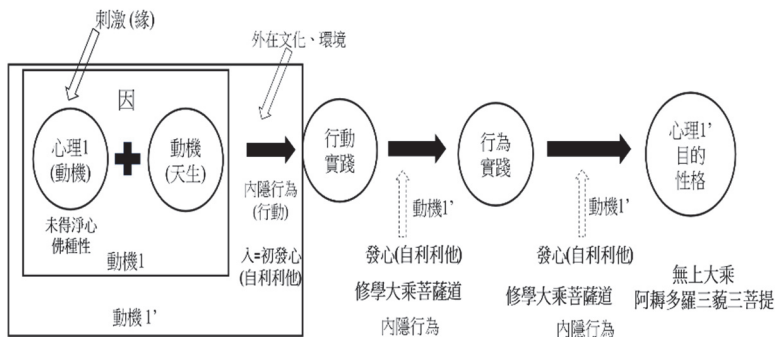 刺激(緣)
外在文化、環境
因
心理1
(動機)
動機
(天生)
未得淨心
佛種性
動機1
動機 1’
內隱行為
(行動)
入=初發心
(自利利他)
行動
實踐
動機1’
發心(自利利他)
修學大乘菩薩道
內隱行為
行為
實踐
動機1’
發心(自利利他)
修學大乘菩薩道
內隱行為
心理1’
目的
性格
無上大乘
阿耨多羅三藐三菩提